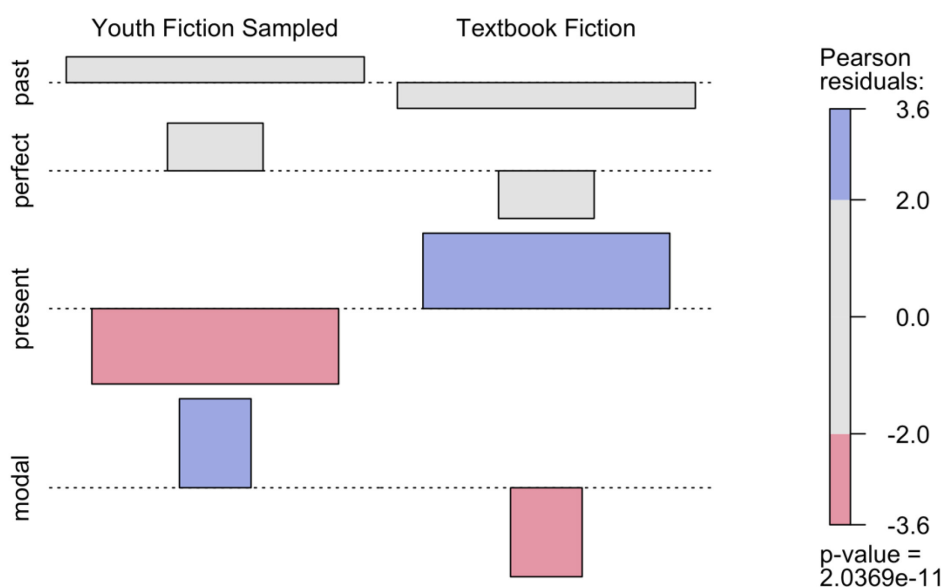 Youth Fiction Sampled
Textbook Fiction
past
perfect
present
modal
Pearson
residuals:
3.6
2.0
0.0
-2.0
-3.6
p-value =
2.0369e-11